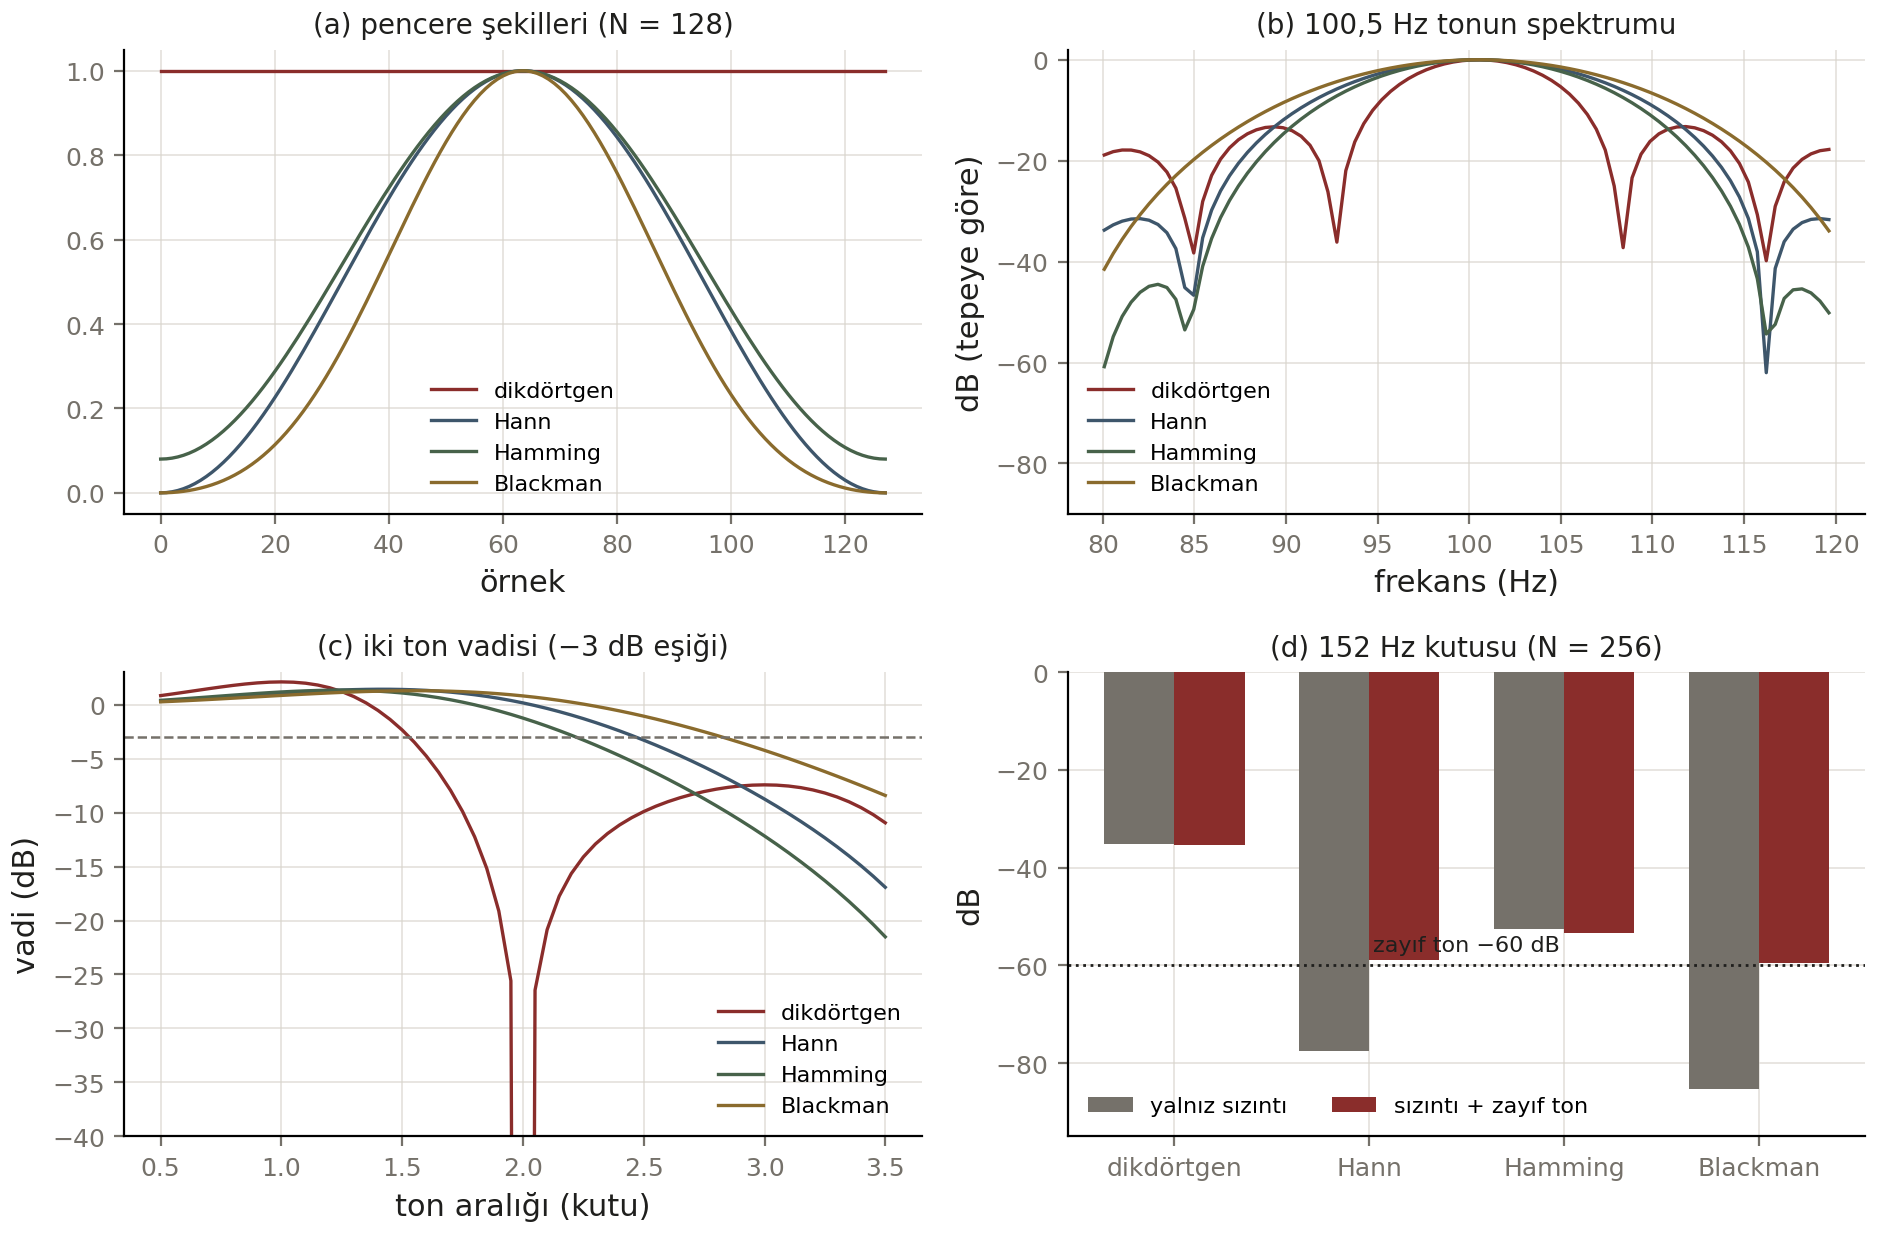 (a) pencere şekilleri (N = 128)
1.0
0.8
0.6
0.4
0.2
0.0
dikdörtgen
Hann
Hamming
Blackman
0 20 40 60 80 100 120
örnek
(b) 100,5 Hz tonun spektrumu
dB (tepeye göre)
0
−20
−40
−60
−80
dikdörtgen
Hann
Hamming
Blackman
80 85 90 95 100 105 110 115 120
frekans (Hz)
(c) iki ton vadisi (−3 dB eşiği)
vadi (dB)
0
−5
−10
−15
−20
−25
−30
−35
−40
dikdörtgen
Hann
Hamming
Blackman
0.5 1.0 1.5 2.0 2.5 3.0 3.5
ton aralığı (kutu)
(d) 152 Hz kutusu (N = 256)
dB
0
−20
−40
−60
−80
zayıf ton −60 dB
yalnız sızıntı
sızıntı + zayıf ton
dikdörtgen Hann Hamming Blackman